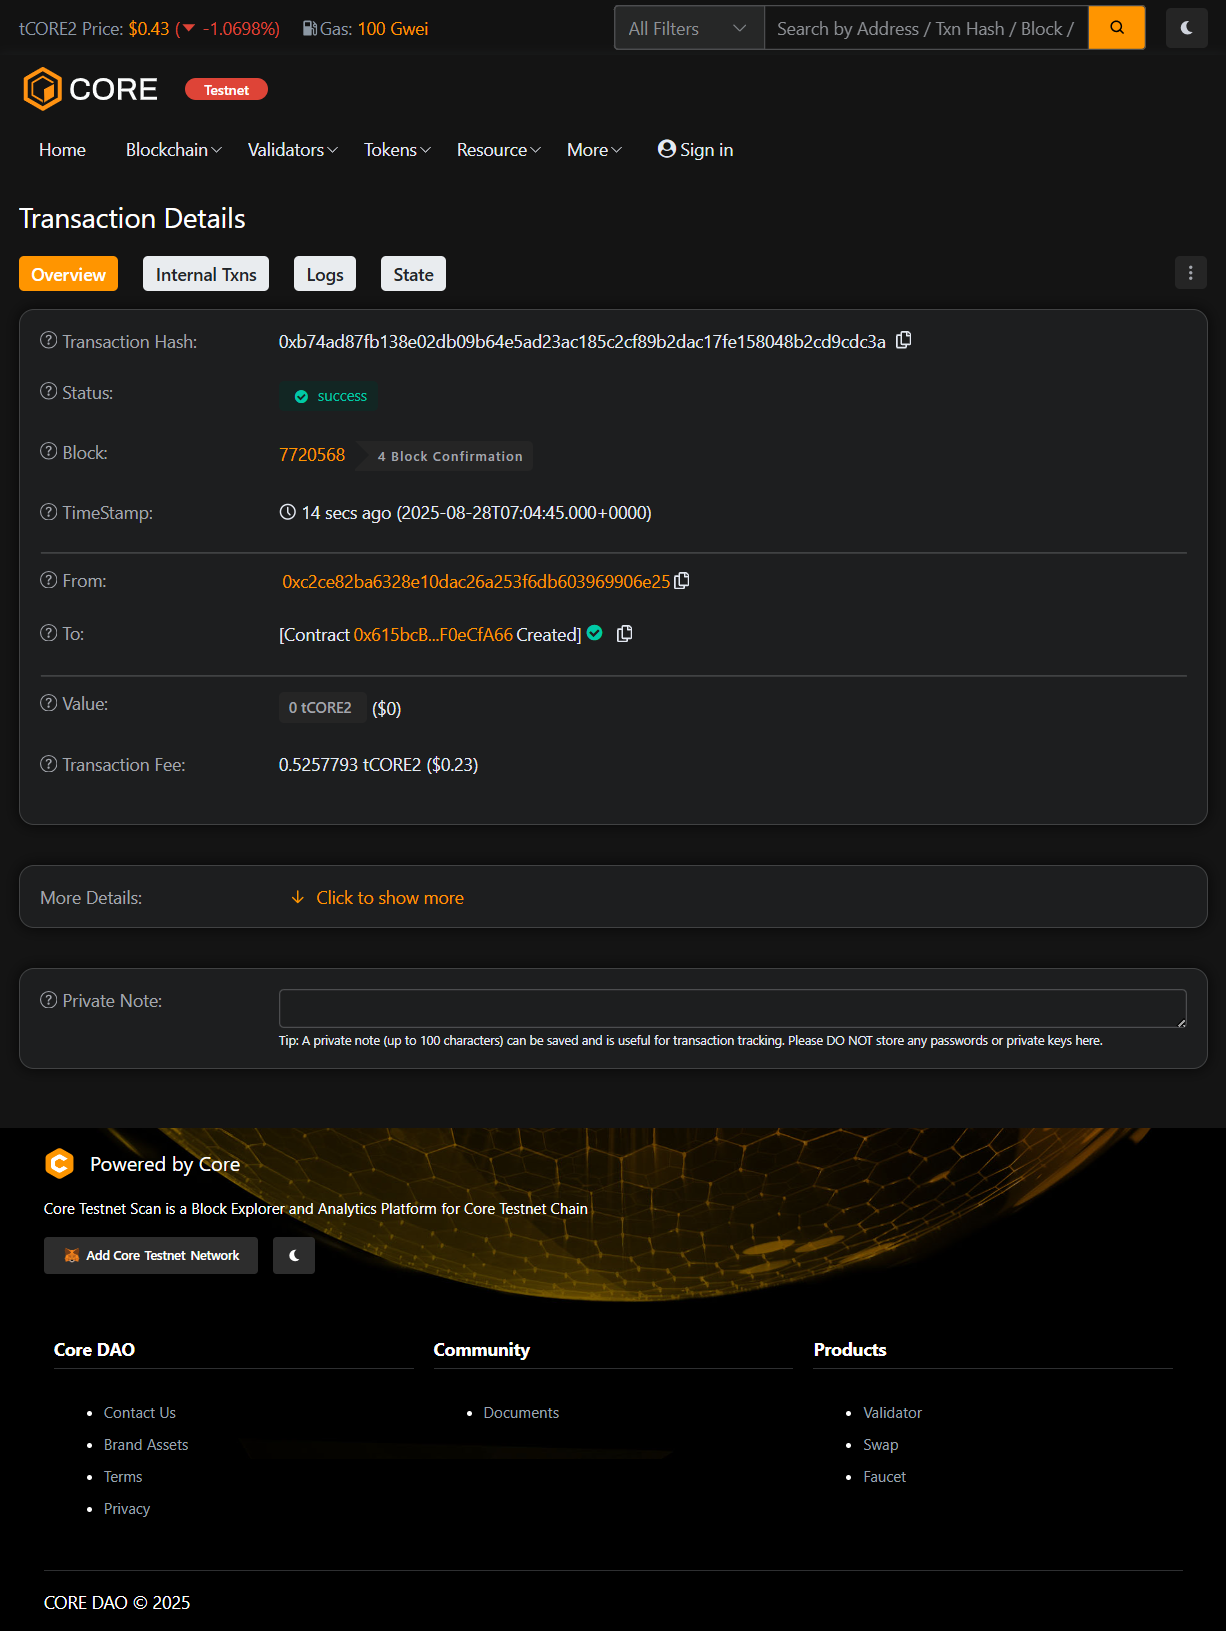 tCORE2 Price: $0.43 ( -1.0698%) Gas: 100 Gwei All Filters Search by Address / Txn Hash / Block /
CORE Testnet
Home Blockchain Validators Tokens Resource More Sign in
Transaction Details
Overview Internal Txns Logs State
Transaction Hash: 0xb74ad87fb138e02db09b64e5ad23ac185c2cf89b2dac17fe158048b2cd9cdc3a
Status: success
Block: 7720568 4 Block Confirmation
TimeStamp: 14 secs ago (2025-08-28T07:04:45.000+0000)
From: 0xc2ce82ba6328e10dac26a253f6db603969906e25
To: [Contract 0x615bcB...F0eCfA66 Created]
Value: 0 tCORE2 ($0)
Transaction Fee: 0.5257793 tCORE2 ($0.23)
More Details: Click to show more
Private Note:
Tip: A private note (up to 100 characters) can be saved and is useful for transaction tracking. Please DO NOT store any passwords or private keys here.
Powered by Core
Core Testnet Scan is a Block Explorer and Analytics Platform for Core Testnet Chain
Add Core Testnet Network
Core DAO
Contact Us
Brand Assets
Terms
Privacy
Community
Documents
Products
Validator
Swap
Faucet
CORE DAO © 2025